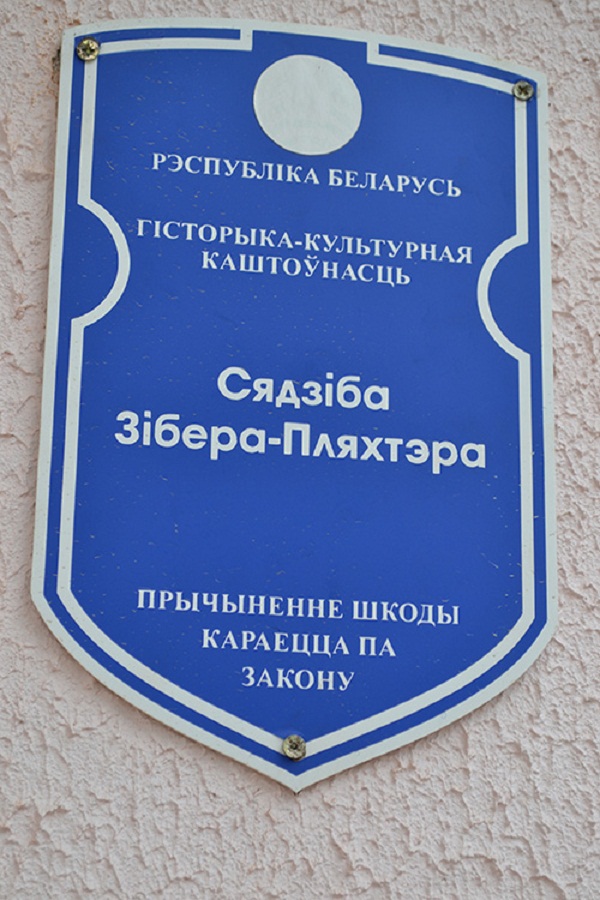 РЭСПУБЛІКА БЕЛАРУСЬ
ГІСТОРЫКА-КУЛЬТУРНАЯ
КАШТОЎНАСЦЬ
Сядзіба
Зібера-Пляхтэра
ПРЫЧЫНЕННЕ ШКОДЫ
КАРАЕЦЦА ПА
ЗАКОНУ